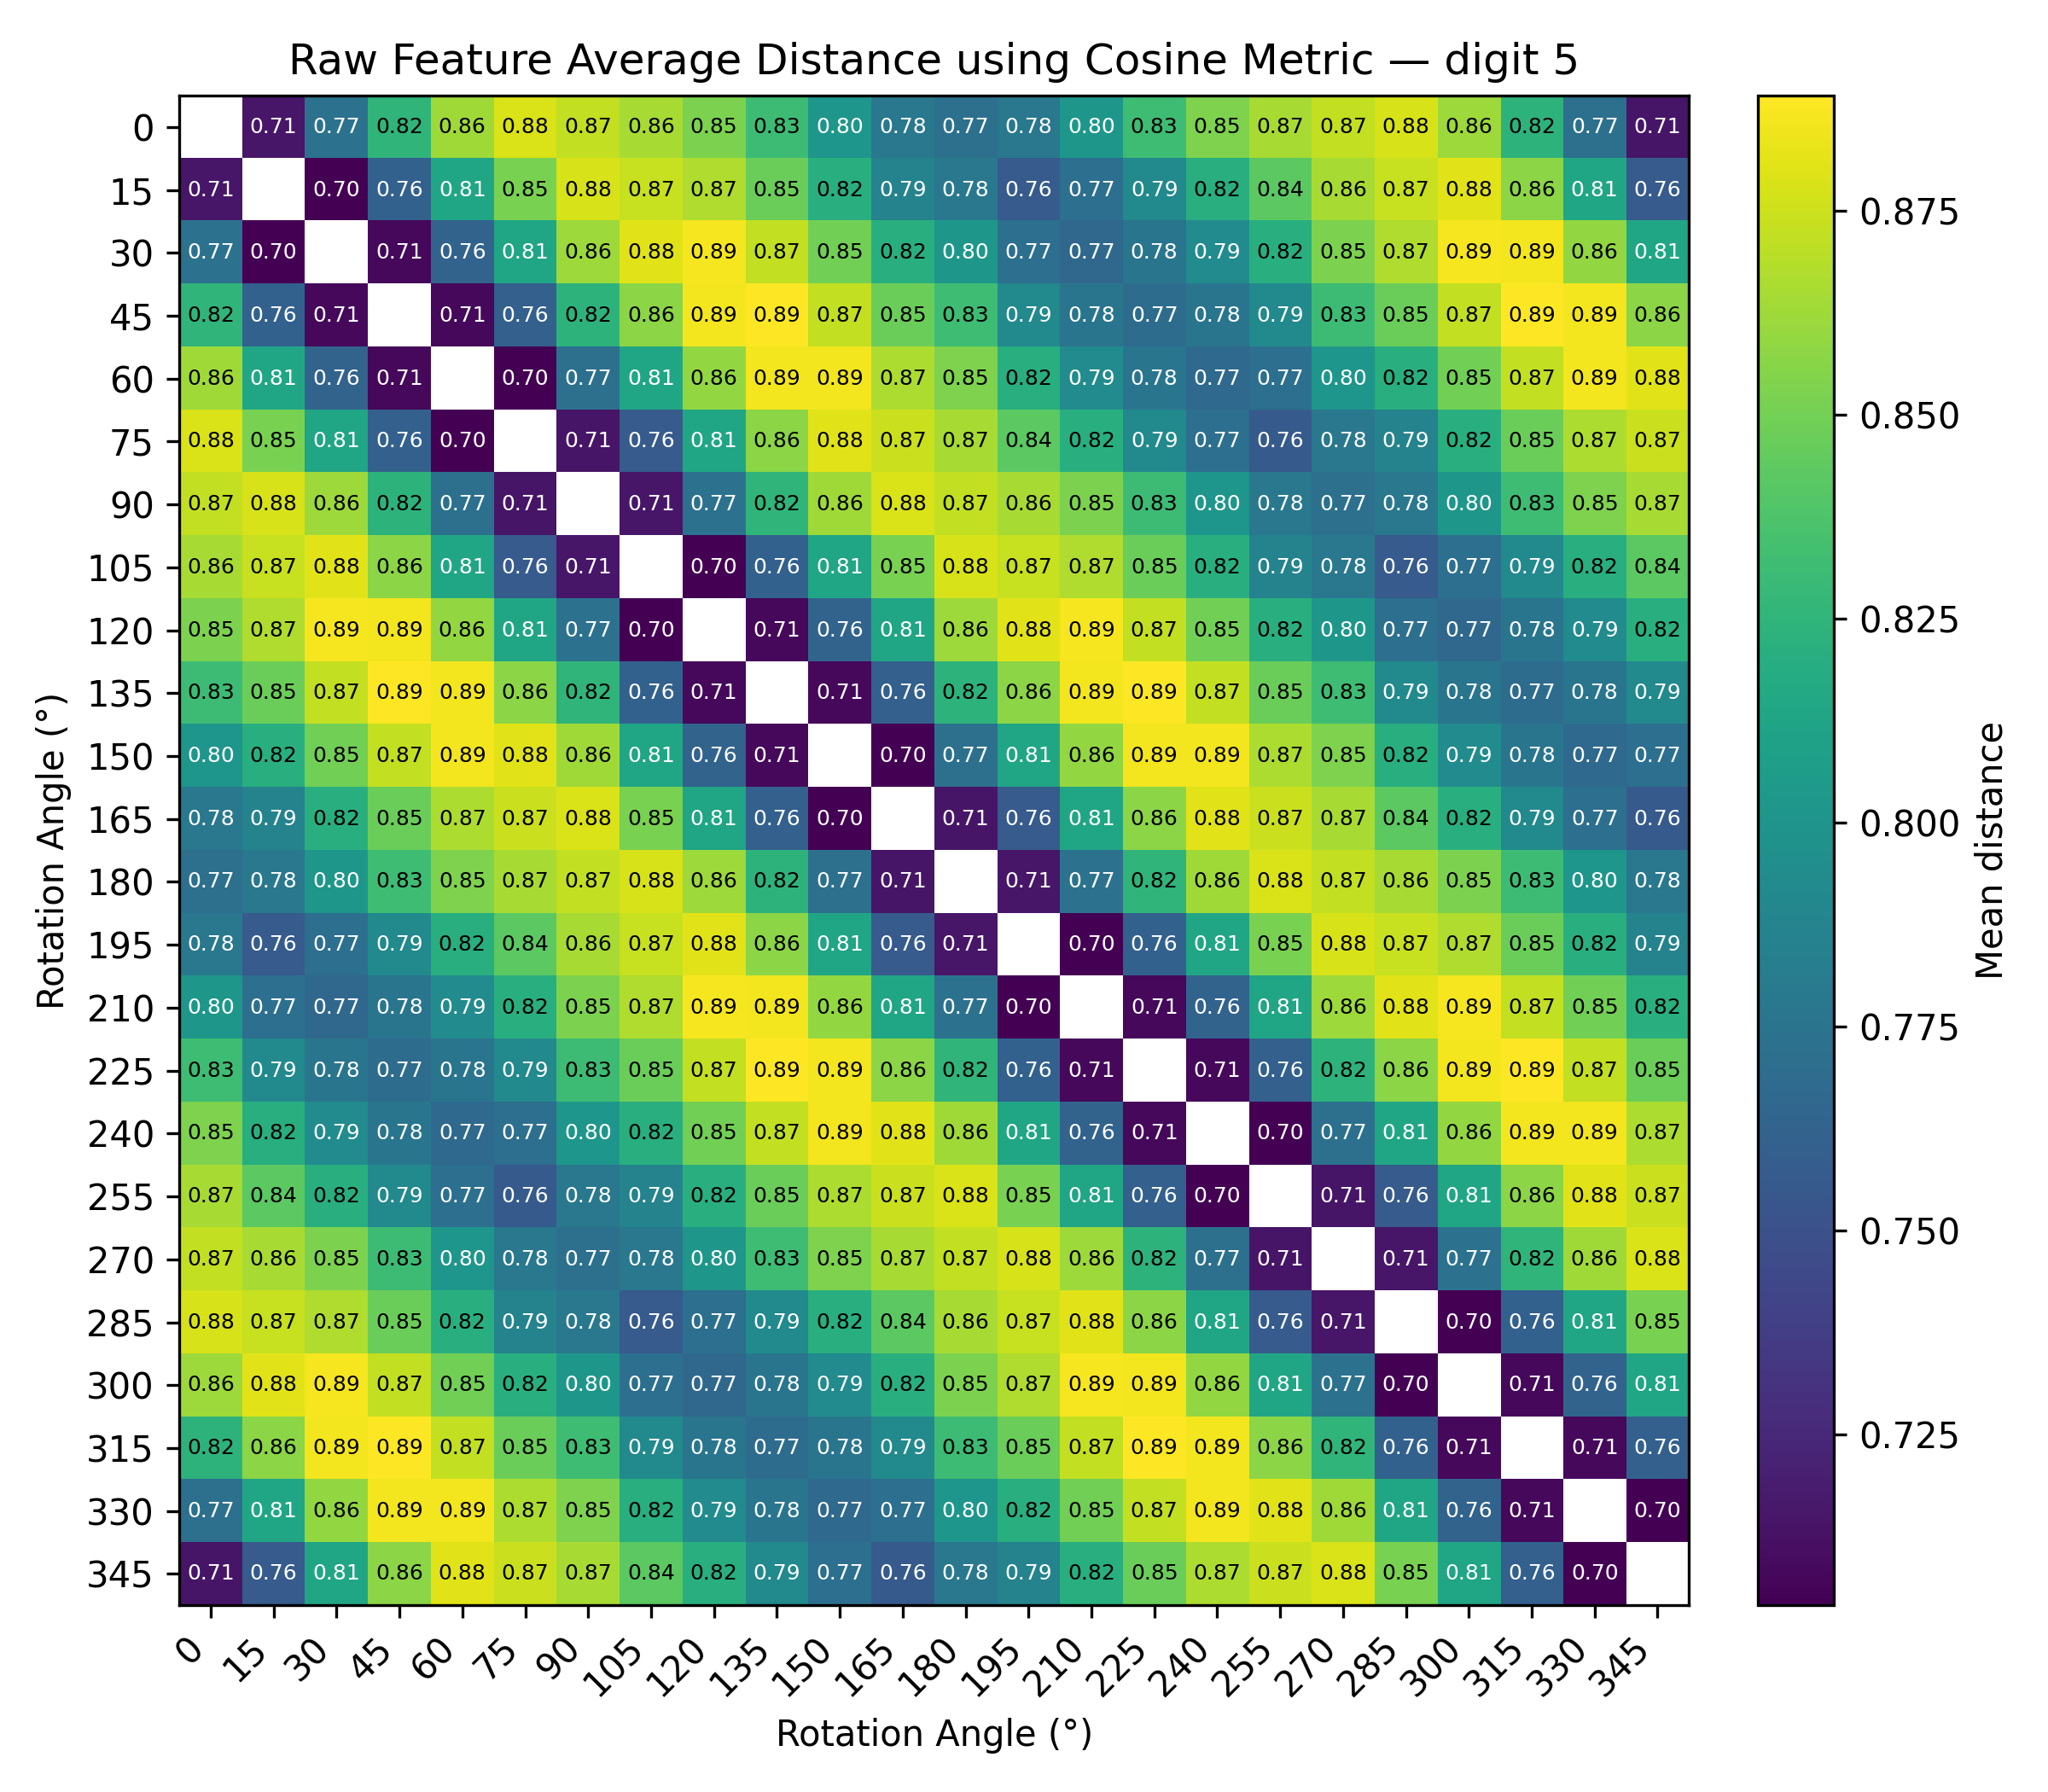 Raw Feature Average Distance using Cosine Metric — digit 5
0 0.71 0.77 0.82 0.86 0.88 0.87 0.86 0.85 0.83 0.80 0.78 0.77 0.78 0.80 0.83 0.85 0.87 0.87 0.88 0.86 0.82 0.77 0.71
15 0.71 0.70 0.76 0.81 0.85 0.88 0.87 0.87 0.85 0.82 0.79 0.78 0.76 0.77 0.79 0.82 0.84 0.86 0.87 0.88 0.86 0.81 0.76
30 0.77 0.70 0.71 0.76 0.81 0.86 0.88 0.89 0.87 0.85 0.82 0.80 0.77 0.77 0.78 0.79 0.82 0.85 0.87 0.89 0.89 0.86 0.81
45 0.82 0.76 0.71 0.71 0.76 0.82 0.86 0.89 0.89 0.87 0.85 0.83 0.79 0.78 0.77 0.78 0.79 0.83 0.85 0.87 0.89 0.89 0.86
60 0.86 0.81 0.76 0.71 0.70 0.77 0.81 0.86 0.89 0.89 0.87 0.85 0.82 0.79 0.78 0.77 0.77 0.80 0.82 0.85 0.87 0.89 0.88
75 0.88 0.85 0.81 0.76 0.70 0.71 0.76 0.81 0.86 0.88 0.87 0.87 0.84 0.82 0.79 0.77 0.76 0.78 0.79 0.82 0.85 0.87 0.87
90 0.87 0.88 0.86 0.82 0.77 0.71 0.71 0.77 0.82 0.86 0.88 0.87 0.86 0.85 0.83 0.80 0.78 0.77 0.78 0.80 0.83 0.85 0.87
105 0.86 0.87 0.88 0.86 0.81 0.76 0.71 0.70 0.76 0.81 0.85 0.88 0.87 0.87 0.85 0.82 0.79 0.78 0.76 0.77 0.79 0.82 0.84
120 0.85 0.87 0.89 0.89 0.86 0.81 0.77 0.70 0.71 0.76 0.81 0.86 0.88 0.89 0.87 0.85 0.82 0.80 0.77 0.77 0.78 0.79 0.82
135 0.83 0.85 0.87 0.89 0.89 0.86 0.82 0.76 0.71 0.71 0.76 0.82 0.86 0.89 0.89 0.87 0.85 0.83 0.79 0.78 0.77 0.78 0.79
150 0.80 0.82 0.85 0.87 0.89 0.88 0.86 0.81 0.76 0.71 0.70 0.77 0.81 0.86 0.89 0.89 0.87 0.85 0.82 0.79 0.78 0.77 0.77
165 0.78 0.79 0.82 0.85 0.87 0.87 0.88 0.85 0.81 0.76 0.70 0.71 0.76 0.81 0.86 0.88 0.87 0.87 0.84 0.82 0.79 0.77 0.76
180 0.77 0.78 0.80 0.83 0.85 0.87 0.87 0.88 0.86 0.82 0.77 0.71 0.71 0.77 0.82 0.86 0.88 0.87 0.86 0.85 0.83 0.80 0.78
195 0.78 0.76 0.77 0.79 0.82 0.84 0.86 0.87 0.88 0.86 0.81 0.76 0.71 0.70 0.76 0.81 0.85 0.88 0.87 0.87 0.85 0.82 0.79
210 0.80 0.77 0.77 0.78 0.79 0.82 0.85 0.87 0.89 0.89 0.86 0.81 0.77 0.70 0.71 0.76 0.81 0.86 0.88 0.89 0.87 0.85 0.82
225 0.83 0.79 0.78 0.77 0.78 0.79 0.83 0.85 0.87 0.89 0.89 0.86 0.82 0.76 0.71 0.71 0.76 0.82 0.86 0.89 0.89 0.87 0.85
240 0.85 0.82 0.79 0.78 0.77 0.77 0.80 0.82 0.85 0.87 0.89 0.88 0.86 0.81 0.76 0.71 0.70 0.77 0.81 0.86 0.89 0.89 0.87
255 0.87 0.84 0.82 0.79 0.77 0.76 0.78 0.79 0.82 0.85 0.87 0.87 0.88 0.85 0.81 0.76 0.70 0.71 0.76 0.81 0.86 0.88 0.87
270 0.87 0.86 0.85 0.83 0.80 0.78 0.77 0.78 0.80 0.83 0.85 0.87 0.87 0.88 0.86 0.82 0.77 0.71 0.71 0.77 0.82 0.86 0.88
285 0.88 0.87 0.87 0.85 0.82 0.79 0.78 0.76 0.77 0.79 0.82 0.84 0.86 0.87 0.88 0.86 0.81 0.76 0.71 0.70 0.76 0.81 0.85
300 0.86 0.88 0.89 0.87 0.85 0.82 0.80 0.77 0.77 0.78 0.79 0.82 0.85 0.87 0.89 0.89 0.86 0.81 0.77 0.70 0.71 0.76 0.81
315 0.82 0.86 0.89 0.89 0.87 0.85 0.83 0.79 0.78 0.77 0.78 0.79 0.83 0.85 0.87 0.89 0.89 0.86 0.82 0.76 0.71 0.71 0.76
330 0.77 0.81 0.86 0.89 0.89 0.87 0.85 0.82 0.79 0.78 0.77 0.77 0.80 0.82 0.85 0.87 0.89 0.88 0.86 0.81 0.76 0.71 0.70
345 0.71 0.76 0.81 0.86 0.88 0.87 0.87 0.84 0.82 0.79 0.77 0.76 0.78 0.79 0.82 0.85 0.87 0.87 0.88 0.85 0.81 0.76 0.70
0 15 30 45 60 75 90 105 120 135 150 165 180 195 210 225 240 255 270 285 300 315 330 345
Rotation Angle (°)
Rotation Angle (°)
0.875
0.850
0.825
0.800
0.775
0.750
0.725
Mean distance